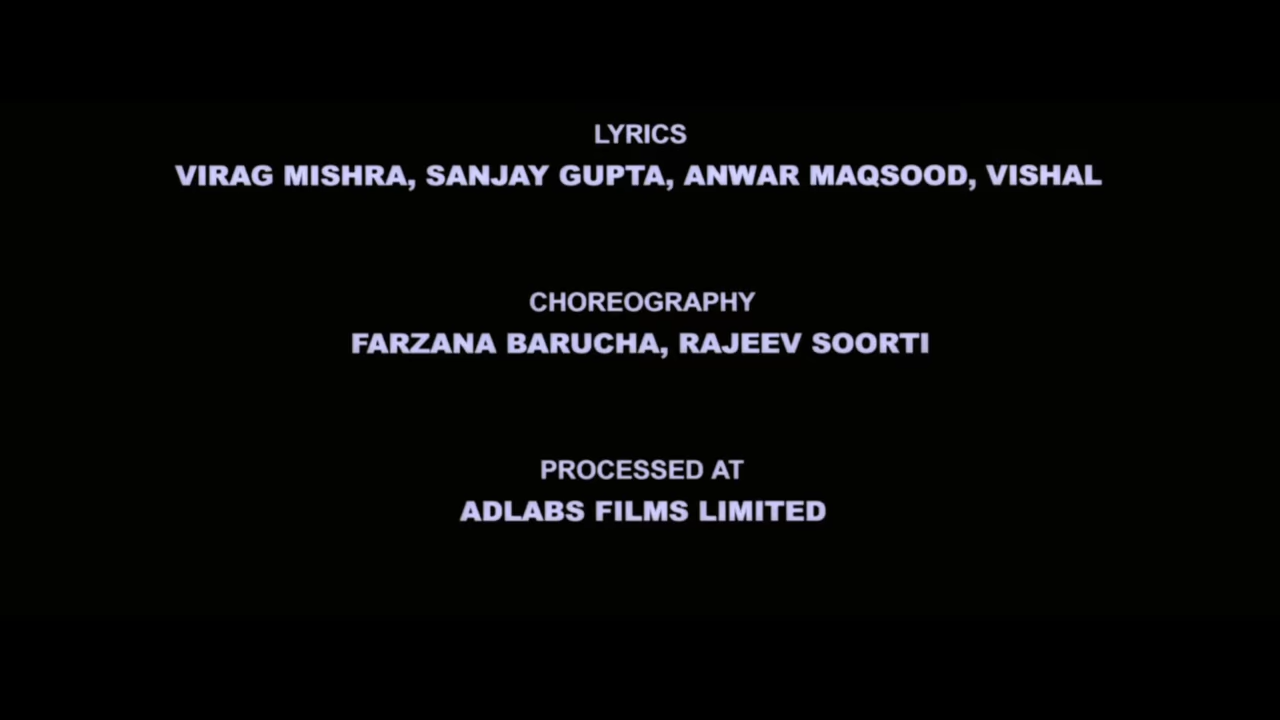 LYRICS
VIRAG MISHRA, SANJAY GUPTA, ANWAR MAQSOOD, VISHAL
CHOREOGRAPHY
FARZANA BARUCHA, RAJEEV SOORTI
PROCESSED AT
ADLABS FILMS LIMITED